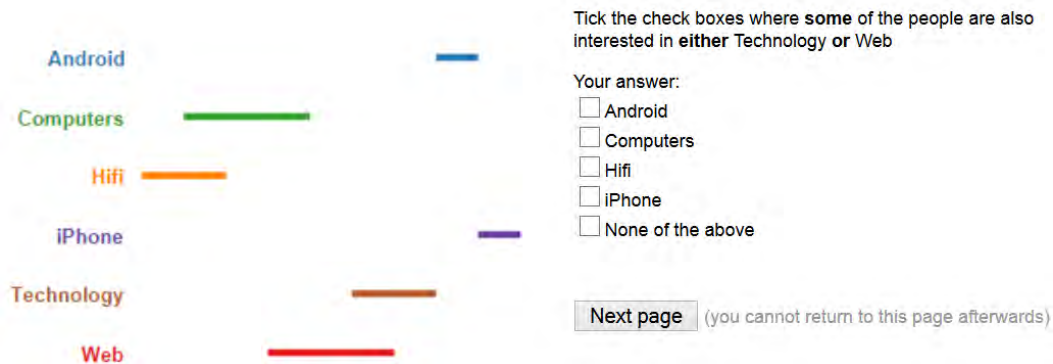 Android
Computers
Hifi
iPhone
Technology
Web
Tick the check boxes where some of the people are also
interested in either Technology or Web
Your answer:
Android
Computers
Hifi
iPhone
None of the above
Next page (you cannot return to this page afterwards)